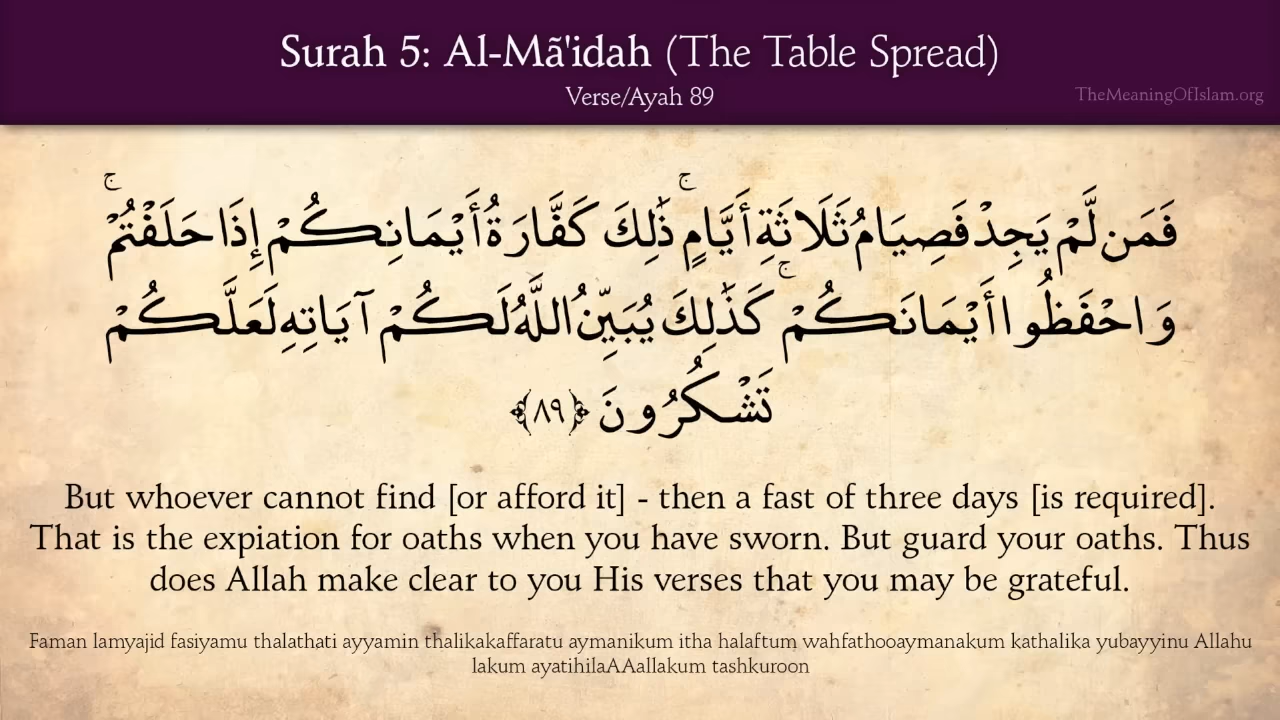 Surah 5: Al-Mã'idah (The Table Spread)
Verse/Ayah 89
TheMeaningOfIslam.org
فَمَن لَّمْ يَجِدْ فَصِيَامُ ثَلَاثَةِ أَيَّامٍ ۚ ذَٰلِكَ كَفَّارَةُ أَيْمَانِكُمْ إِذَا حَلَفْتُمْ ۚ
وَاحْفَظُوا أَيْمَانَكُمْ ۚ كَذَٰلِكَ يُبَيِّنُ اللَّهُ لَكُمْ آيَاتِهِ لَعَلَّكُمْ
تَشْكُرُونَ ﴿٨٩﴾
But whoever cannot find [or afford it] - then a fast of three days [is required].
That is the expiation for oaths when you have sworn. But guard your oaths. Thus
does Allah make clear to you His verses that you may be grateful.
Faman lamyajid fasiyamu thalathati ayyamin thalikakaffaratu aymanikum itha halaftum wahfathooaymanakum kathalika yubayyinu Allahu
lakum ayatihilaAAallakum tashkuroon